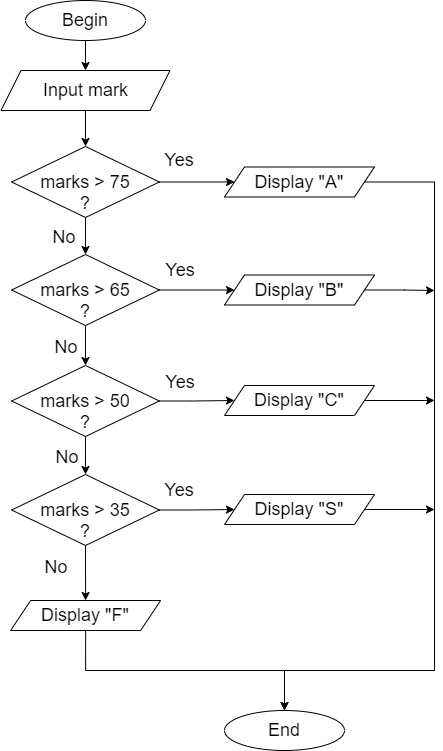 Begin
Input mark
marks > 75
?
Yes
Display "A"
No
marks > 65
?
Yes
Display "B"
No
marks > 50
?
Yes
Display "C"
No
marks > 35
?
Yes
Display "S"
No
Display "F"
End